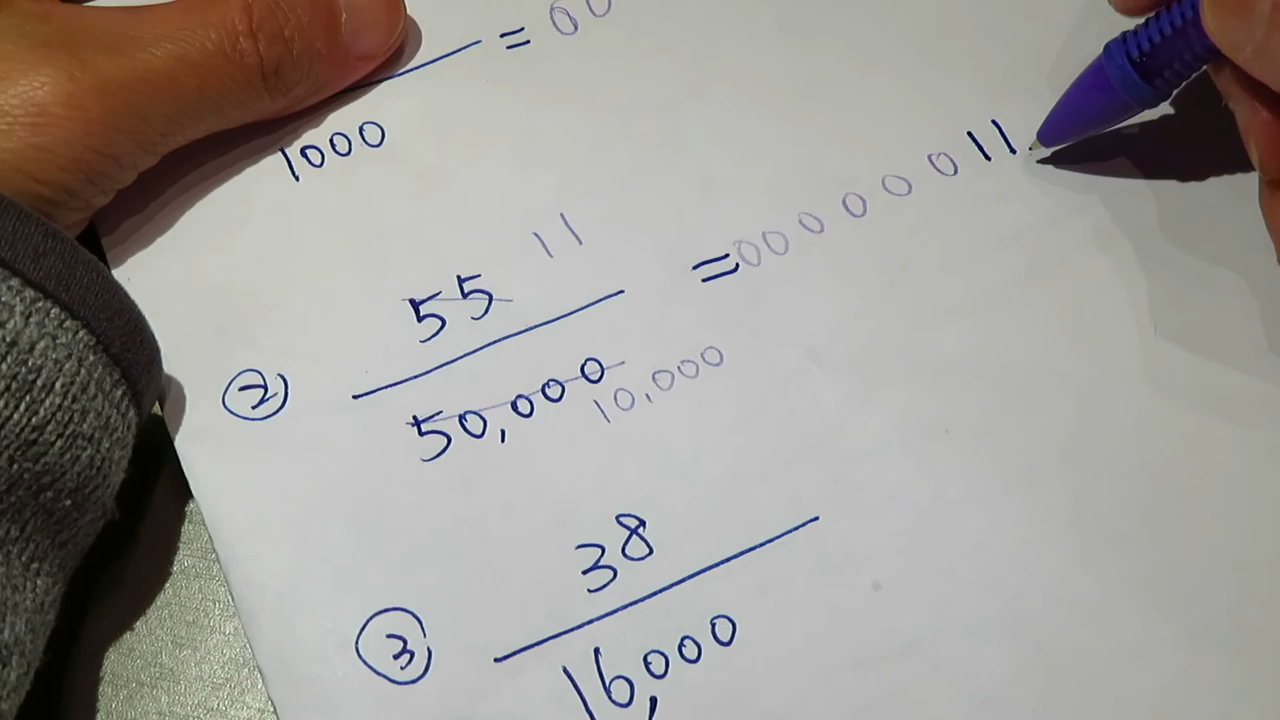 = 00
1000
11
55 = 00000011
② 50,000 10,000
38
③ 16,000